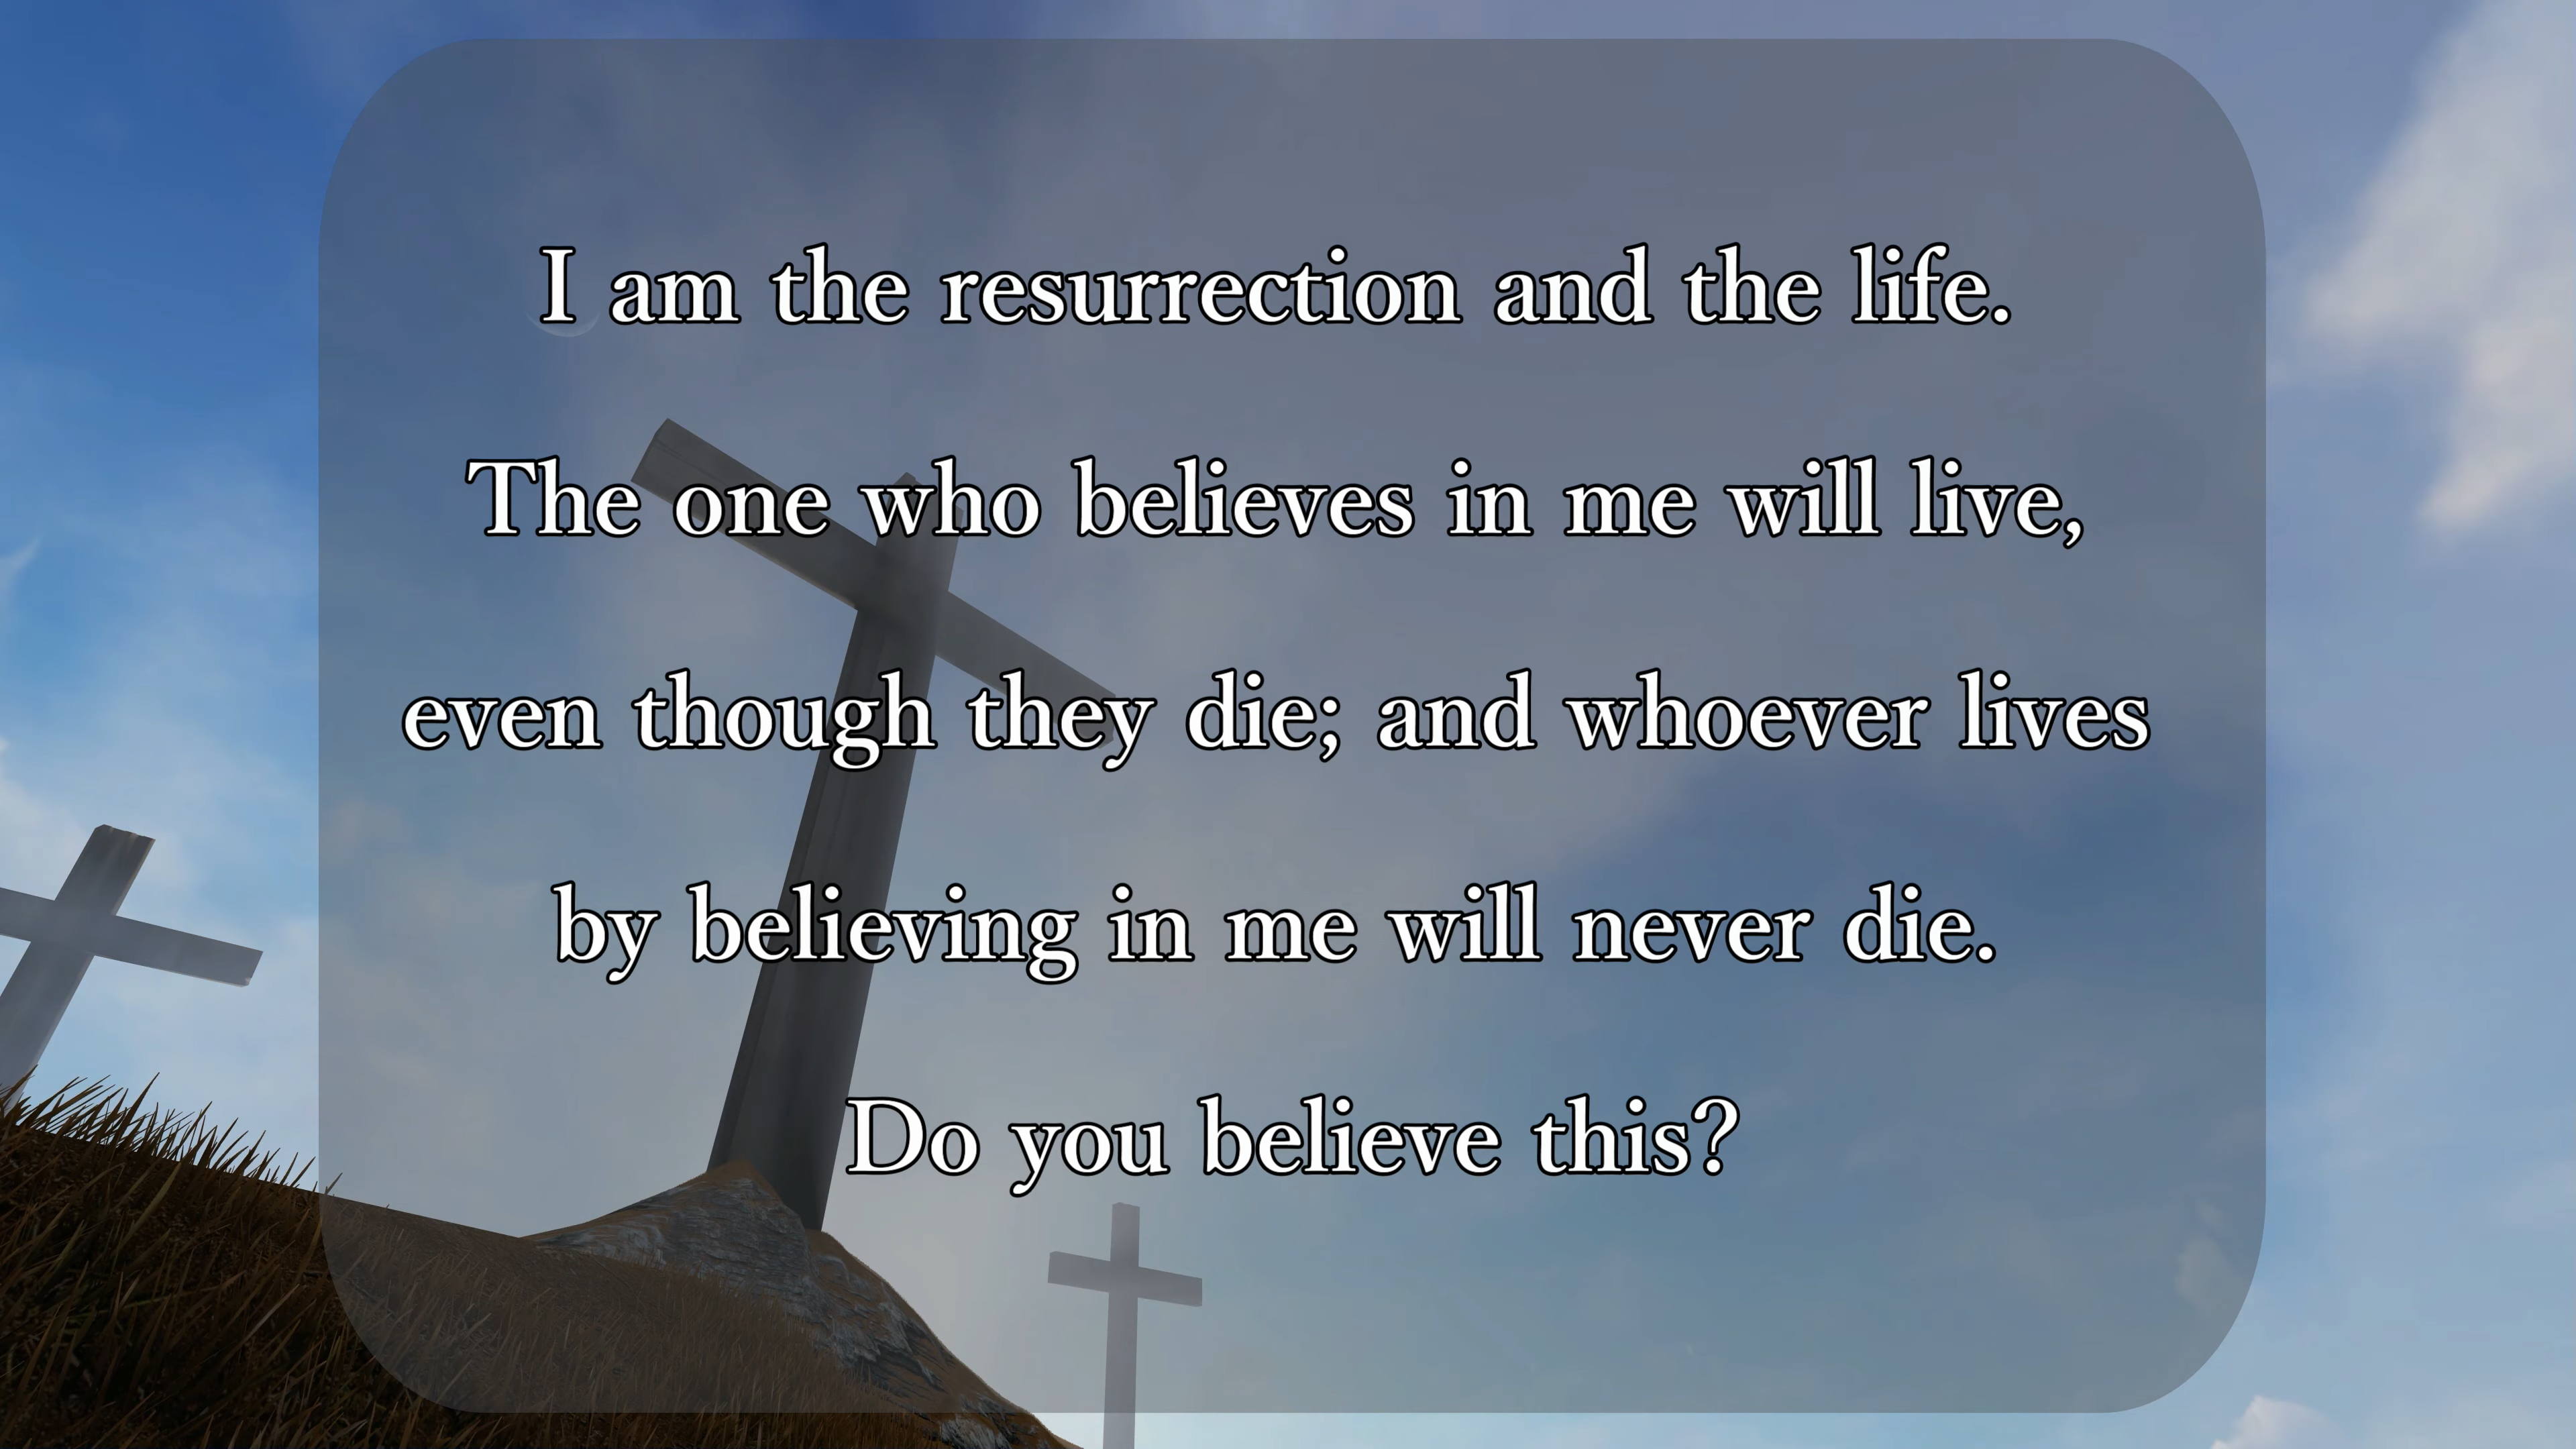 I am the resurrection and the life.
The one who believes in me will live,
even though they die; and whoever lives
by believing in me will never die.
Do you believe this?